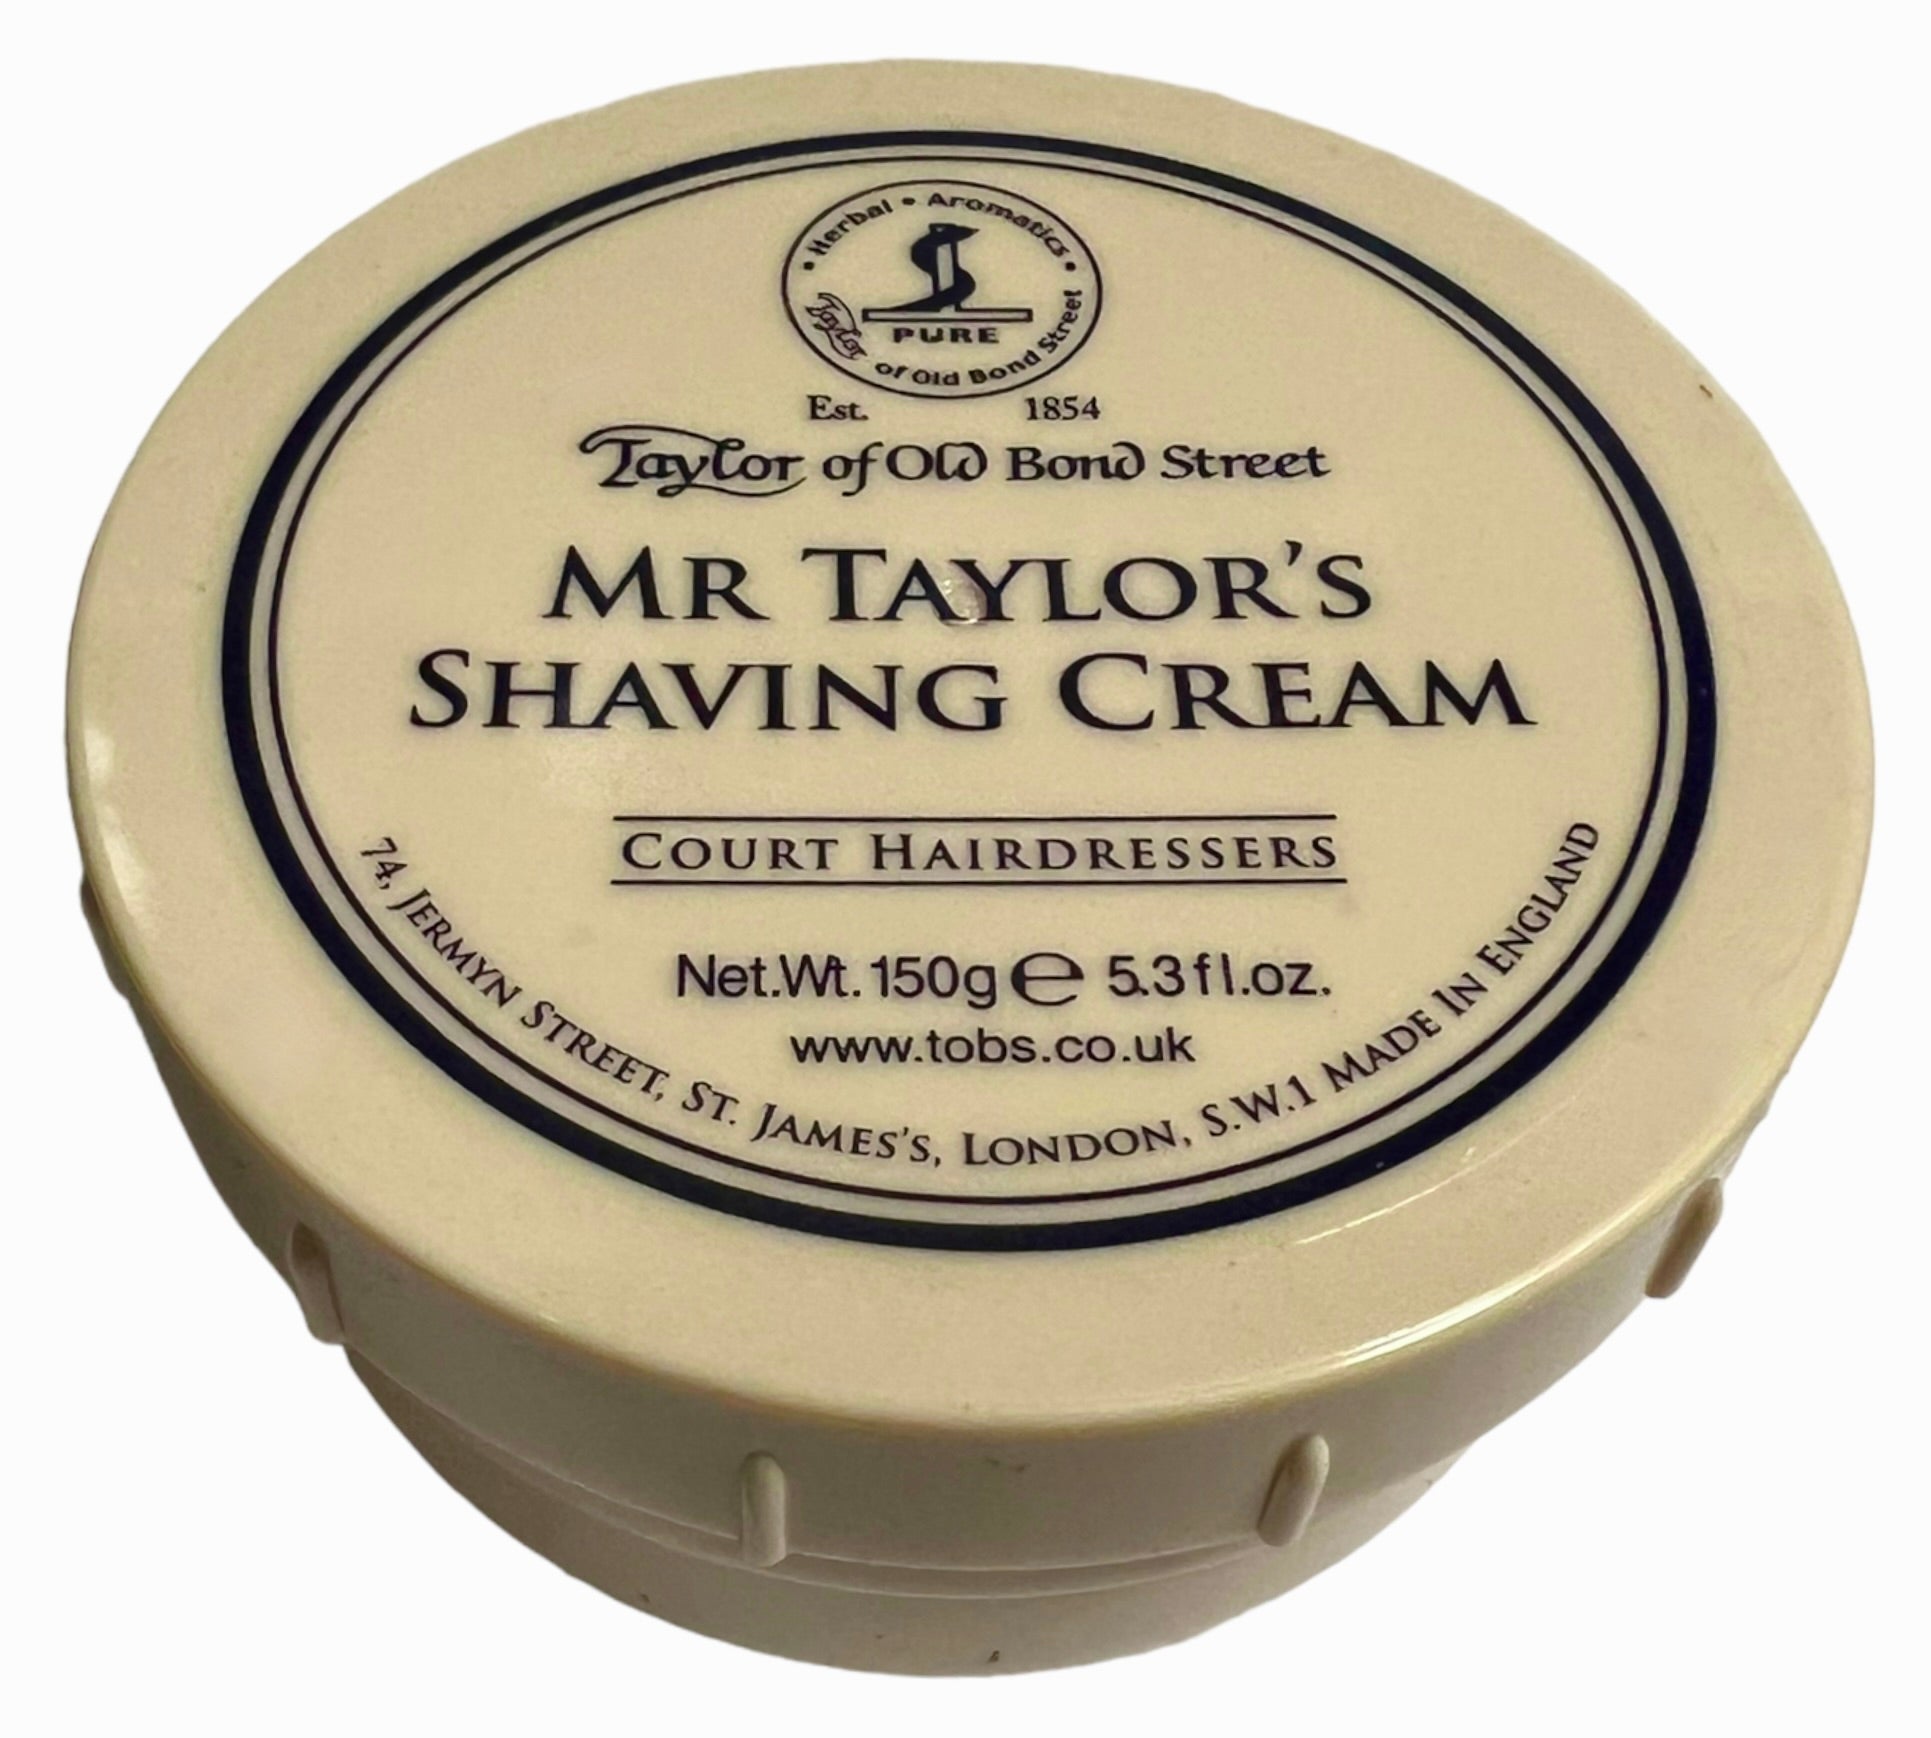 • Herbal • Aromatics •
PURE
Taylor of Old Bond Street
Est. 1854
Taylor of Old Bond Street
MR TAYLOR'S
SHAVING CREAM
COURT HAIRDRESSERS
Net.Wt. 150g ℮ 5.3fl.oz.
www.tobs.co.uk
74, JERMYN STREET, ST. JAMES'S, LONDON, S.W.1 MADE IN ENGLAND